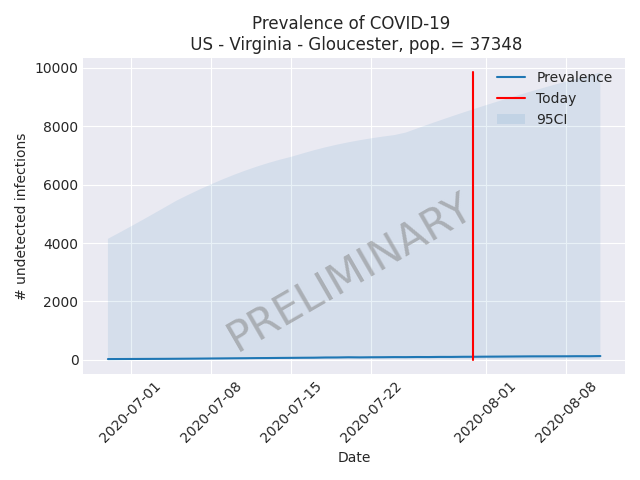 Prevalence of COVID-19
US - Virginia - Gloucester, pop. = 37348
10000
8000
6000
4000
2000
0
# undetected infections
Prevalence
Today
95CI
PRELIMINARY
2020-07-01
2020-07-08
2020-07-15
2020-07-22
2020-08-01
2020-08-08
Date